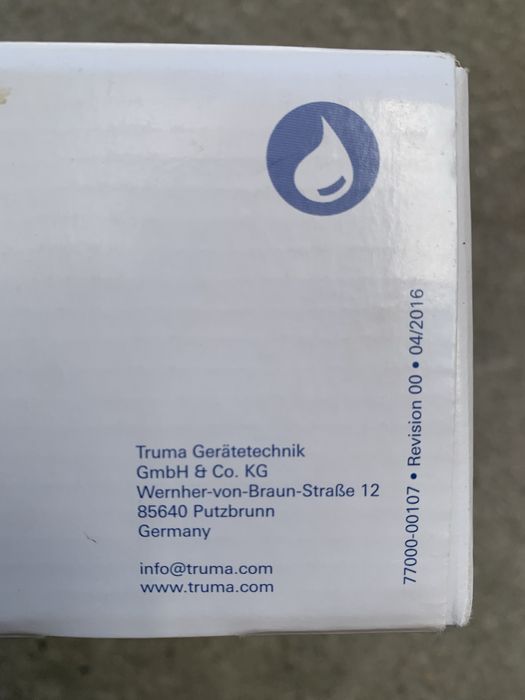 Truma Gerätetechnik
GmbH & Co. KG
Wernher-von-Braun-Straße 12
85640 Putzbrunn
Germany
info@truma.com
www.truma.com
77000-00107 • Revision 00 • 04/2016